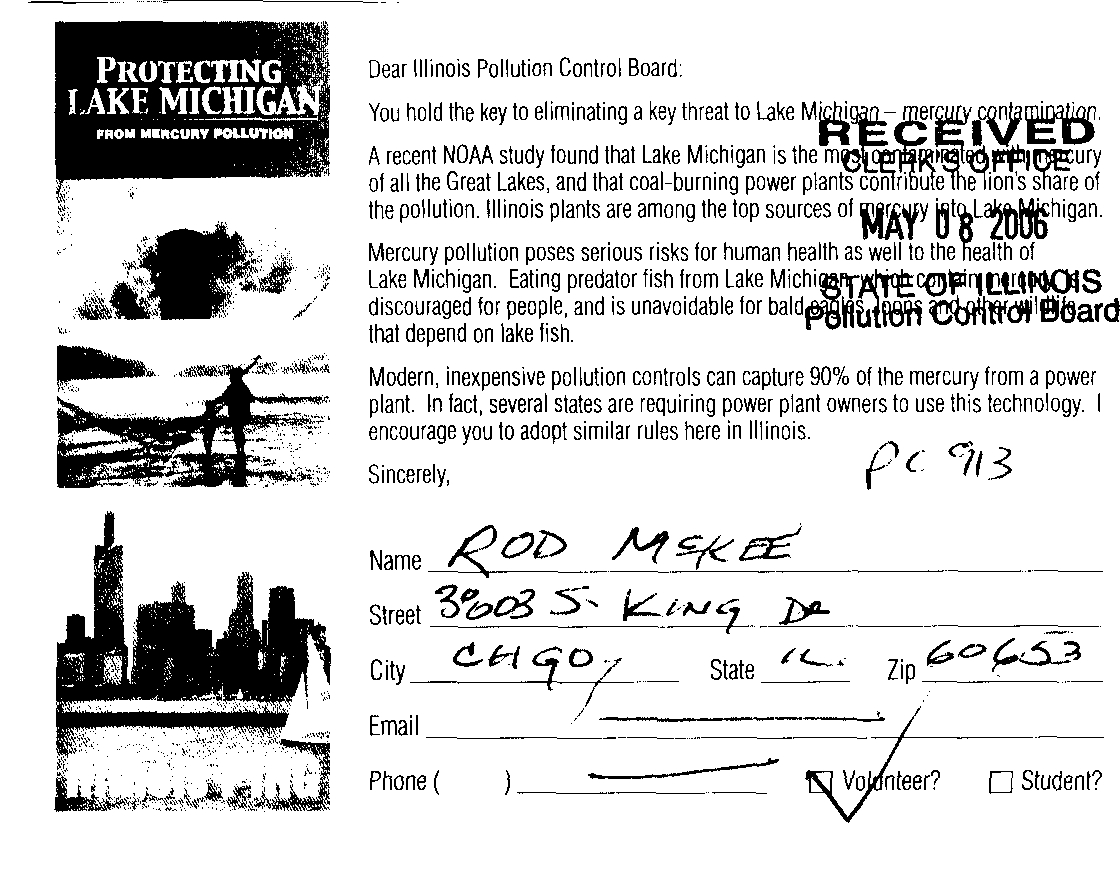 PROTECTING
LAKE MICHIGAN
FROM MERCURY POLLUTION
Dear Illinois Pollution Control Board:
You hold the key to eliminating a key threat to Lake Michigan – mercury contamination.
A recent NOAA study found that Lake Michigan is the most contaminated with mercury
of all the Great Lakes, and that coal-burning power plants contribute the lion's share of
the pollution. Illinois plants are among the top sources of mercury into Lake Michigan.
Mercury pollution poses serious risks for human health as well to the health of
Lake Michigan. Eating predator fish from Lake Michigan, which contain mercury is
discouraged for people, and is unavoidable for bald eagles, loons and other wildlife
that depend on lake fish.
Modern, inexpensive pollution controls can capture 90% of the mercury from a power
plant. In fact, several states are requiring power plant owners to use this technology. I
encourage you to adopt similar rules here in Illinois.
Sincerely,
RECEIVED
CLERK'S OFFICE
MAY 08 2006
STATE OF ILLINOIS
Pollution Control Board
PC 913
Name ROD McKEE
Street S. KING DR
City CHGO, State IL. Zip 60653
Email
Phone ( )
Volunteer? Student?